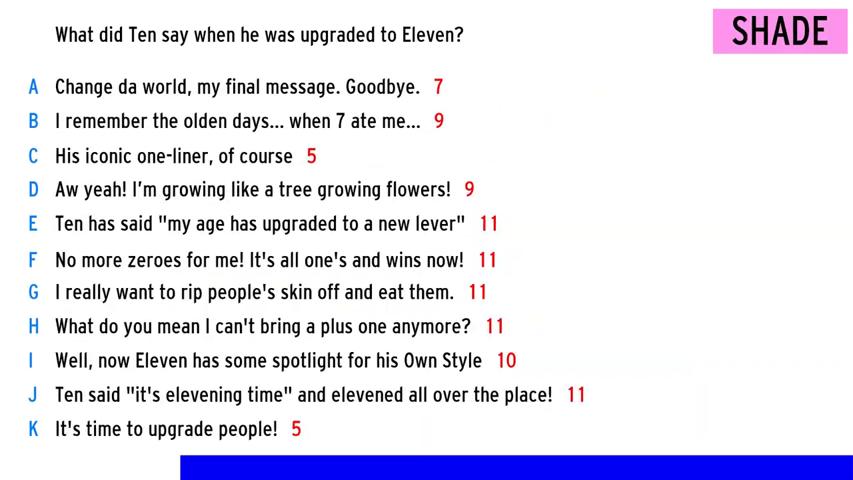 What did Ten say when he was upgraded to Eleven?
SHADE
A Change da world, my final message. Goodbye. 7
B I remember the olden days... when 7 ate me... 9
C His iconic one-liner, of course 5
D Aw yeah! I'm growing like a tree growing flowers! 9
E Ten has said "my age has upgraded to a new lever" 11
F No more zeroes for me! It's all one's and wins now! 11
G I really want to rip people's skin off and eat them. 11
H What do you mean I can't bring a plus one anymore? 11
I Well, now Eleven has some spotlight for his Own Style 10
J Ten said "it's elevening time" and elevened all over the place! 11
K It's time to upgrade people! 5